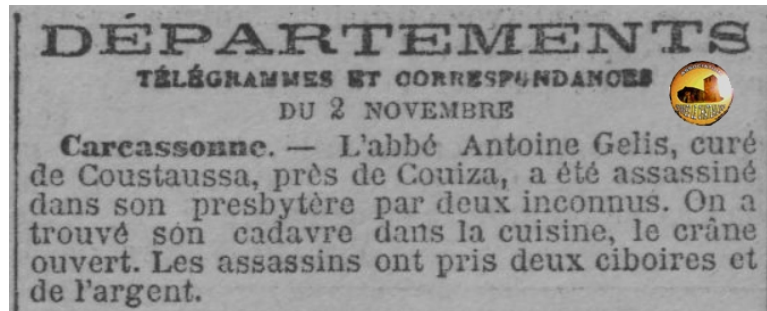 DÉPARTEMENTS
TÉLÉGRAMMES ET CORRESPONDANCES
DU 2 NOVEMBRE
Carcassonne. — L'abbé Antoine Gelis, curé
de Coustaussa, près de Couiza, a été assassiné
dans son presbytère par deux inconnus. On a
trouvé son cadavre dans la cuisine, le crâne
ouvert. Les assassins ont pris deux ciboires et
de l'argent.